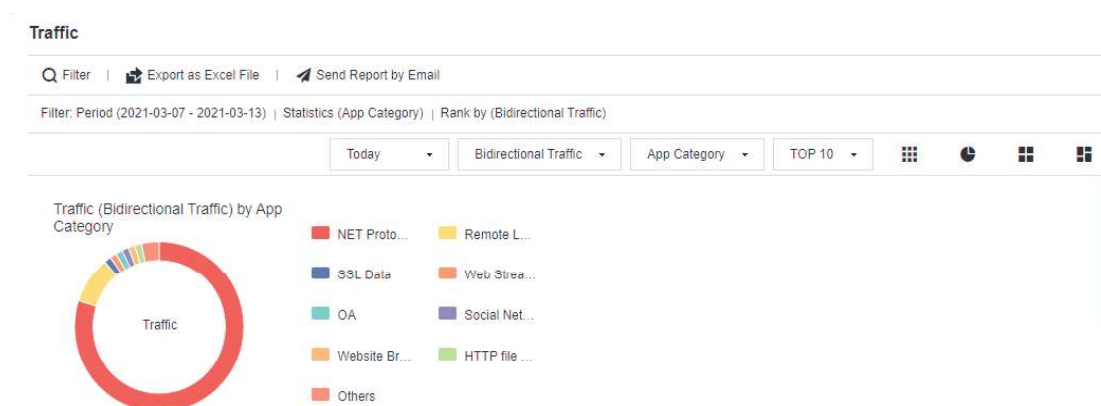 Traffic
Filter | Export as Excel File | Send Report by Email
Filter: Period (2021-03-07 - 2021-03-13) | Statistics (App Category) | Rank by (Bidirectional Traffic)
Today Bidirectional Traffic App Category TOP 10
Traffic (Bidirectional Traffic) by App
Category
Traffic
NET Proto... Remote L...
SSL Data Web Strea...
OA Social Net...
Website Br... HTTP file ...
Others